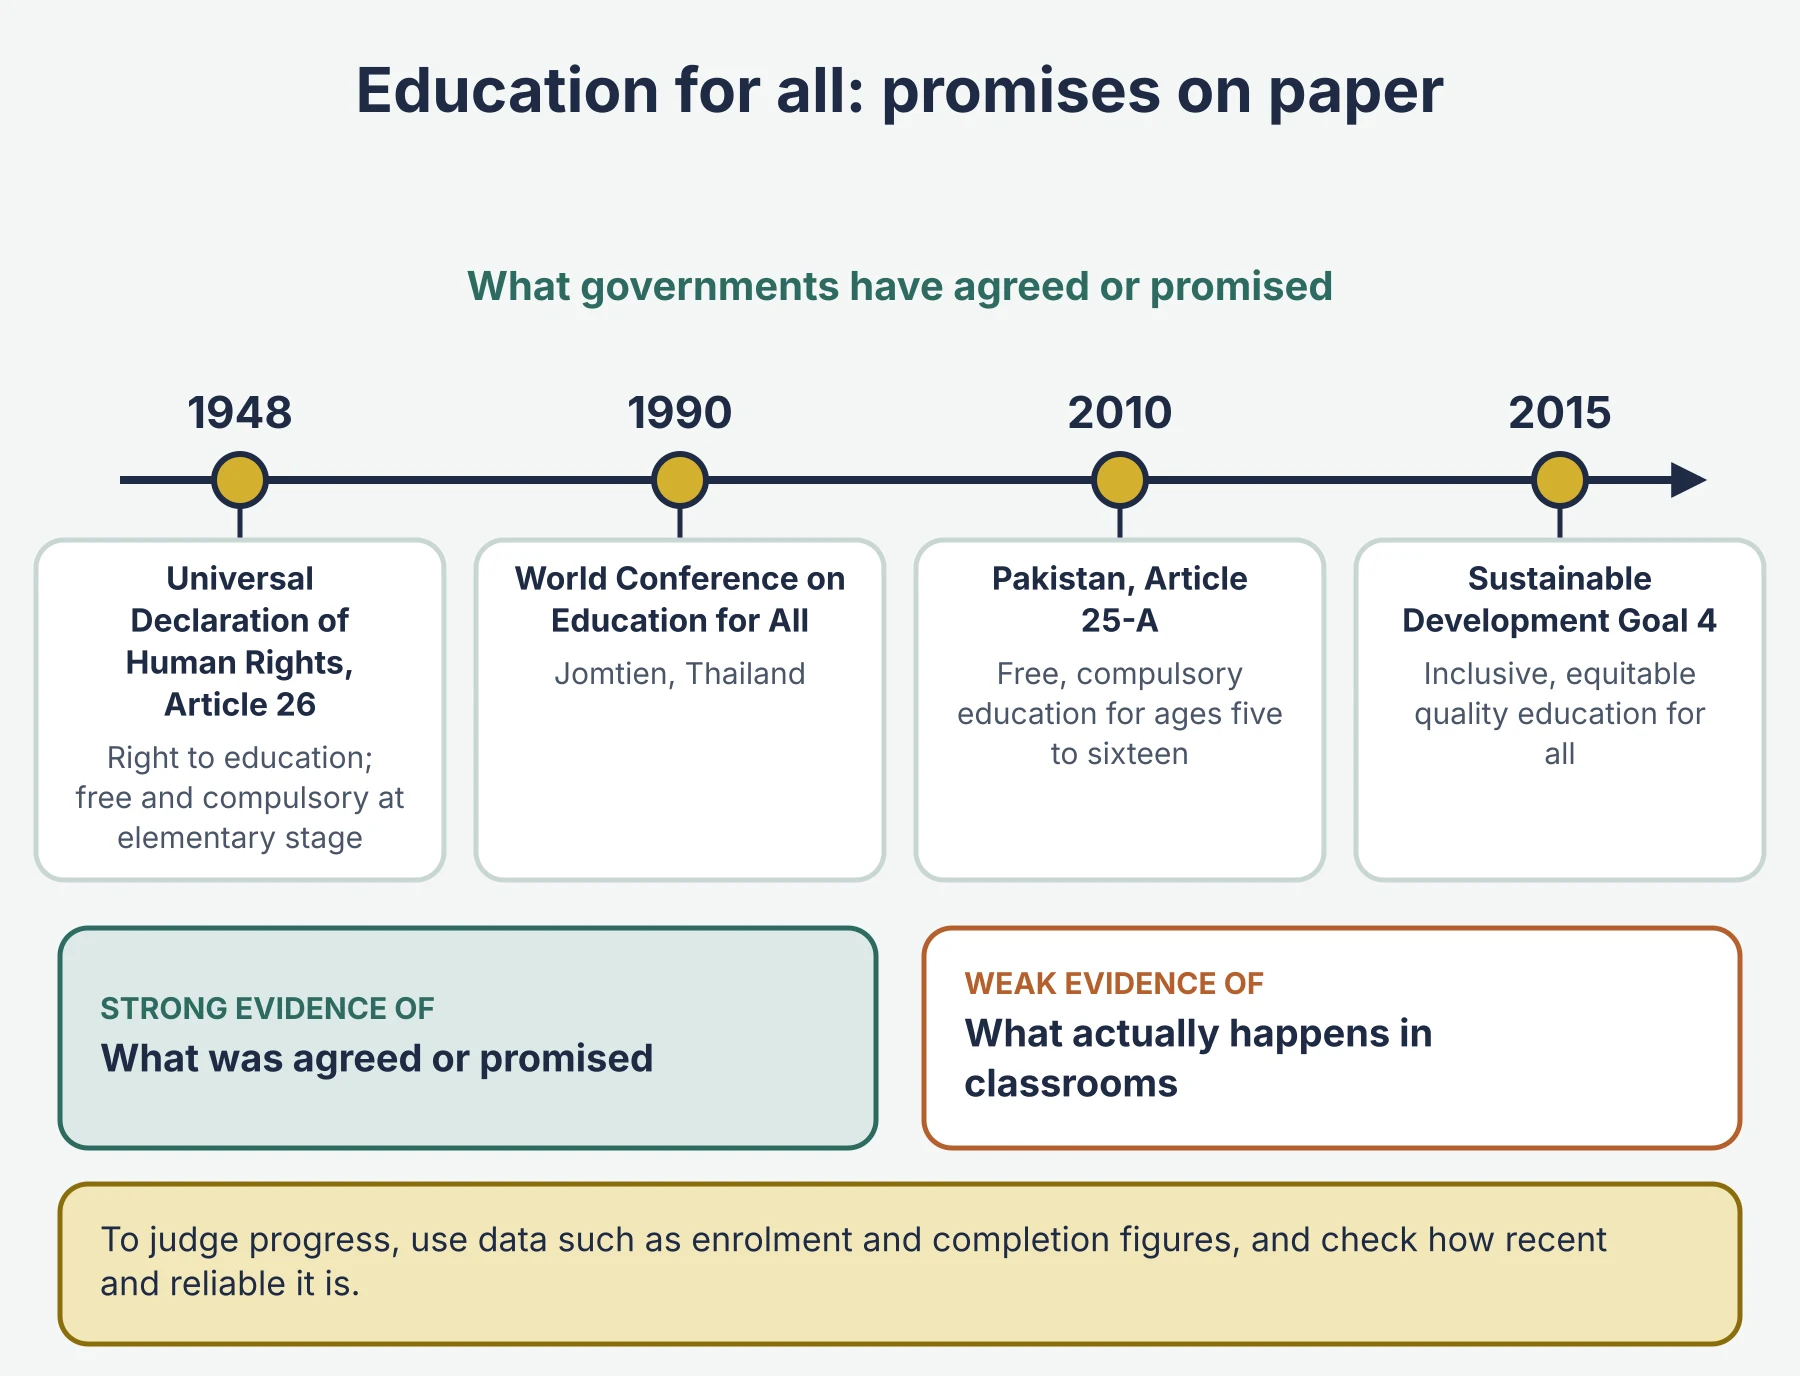 Education for all: promises on paper
What governments have agreed or promised
1948
1990
2010
2015
Universal
Declaration of
Human Rights,
Article 26
Right to education;
free and compulsory at
elementary stage
World Conference on
Education for All
Jomtien, Thailand
Pakistan, Article
25-A
Free, compulsory
education for ages five
to sixteen
Sustainable
Development Goal 4
Inclusive, equitable
quality education for
all
STRONG EVIDENCE OF
What was agreed or promised
WEAK EVIDENCE OF
What actually happens in
classrooms
To judge progress, use data such as enrolment and completion figures, and check how recent
and reliable it is.